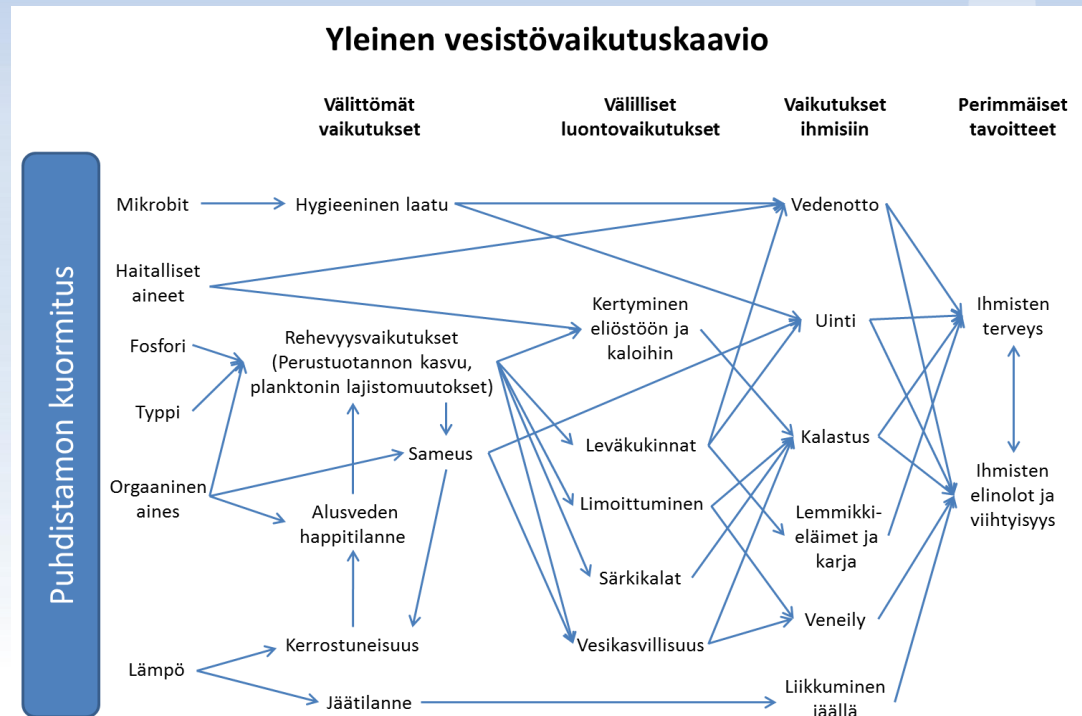 Yleinen vesistövaikutuskaavio
Välittömät
vaikutukset
Välilliset
luontovaikutukset
Vaikutukset
ihmisiin
Perimmäiset
tavoitteet
Puhdistamon kuormitus
Mikrobit
Haitalliset
aineet
Fosfori
Typpi
Orgaaninen
aines
Lämpö
Hygieeninen laatu
Rehevyysvaikutukset
(Perustuotannon kasvu,
planktonin lajistomuutokset)
Sameus
Alusveden
happitilanne
Kerrostuneisuus
Jäätilanne
Kertyminen
eliöstöön ja
kaloihin
Leväkukinnat
Limoittuminen
Särkikalat
Vesikasvillisuus
Vedenotto
Uinti
Kalastus
Lemmikki-
eläimet ja
karja
Veneily
Liikkuminen
jäällä
Ihmisten
terveys
Ihmisten
elinolot ja
viihtyisyys